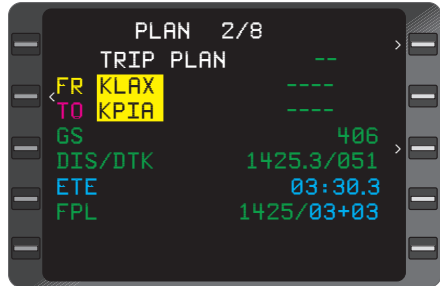 PLAN 2/8
TRIP PLAN --
FR KLAX ----
TO KPIA ----
GS 406
DIS/DTK 1425.3/051
ETE 03:30.3
FPL 1425/03+03